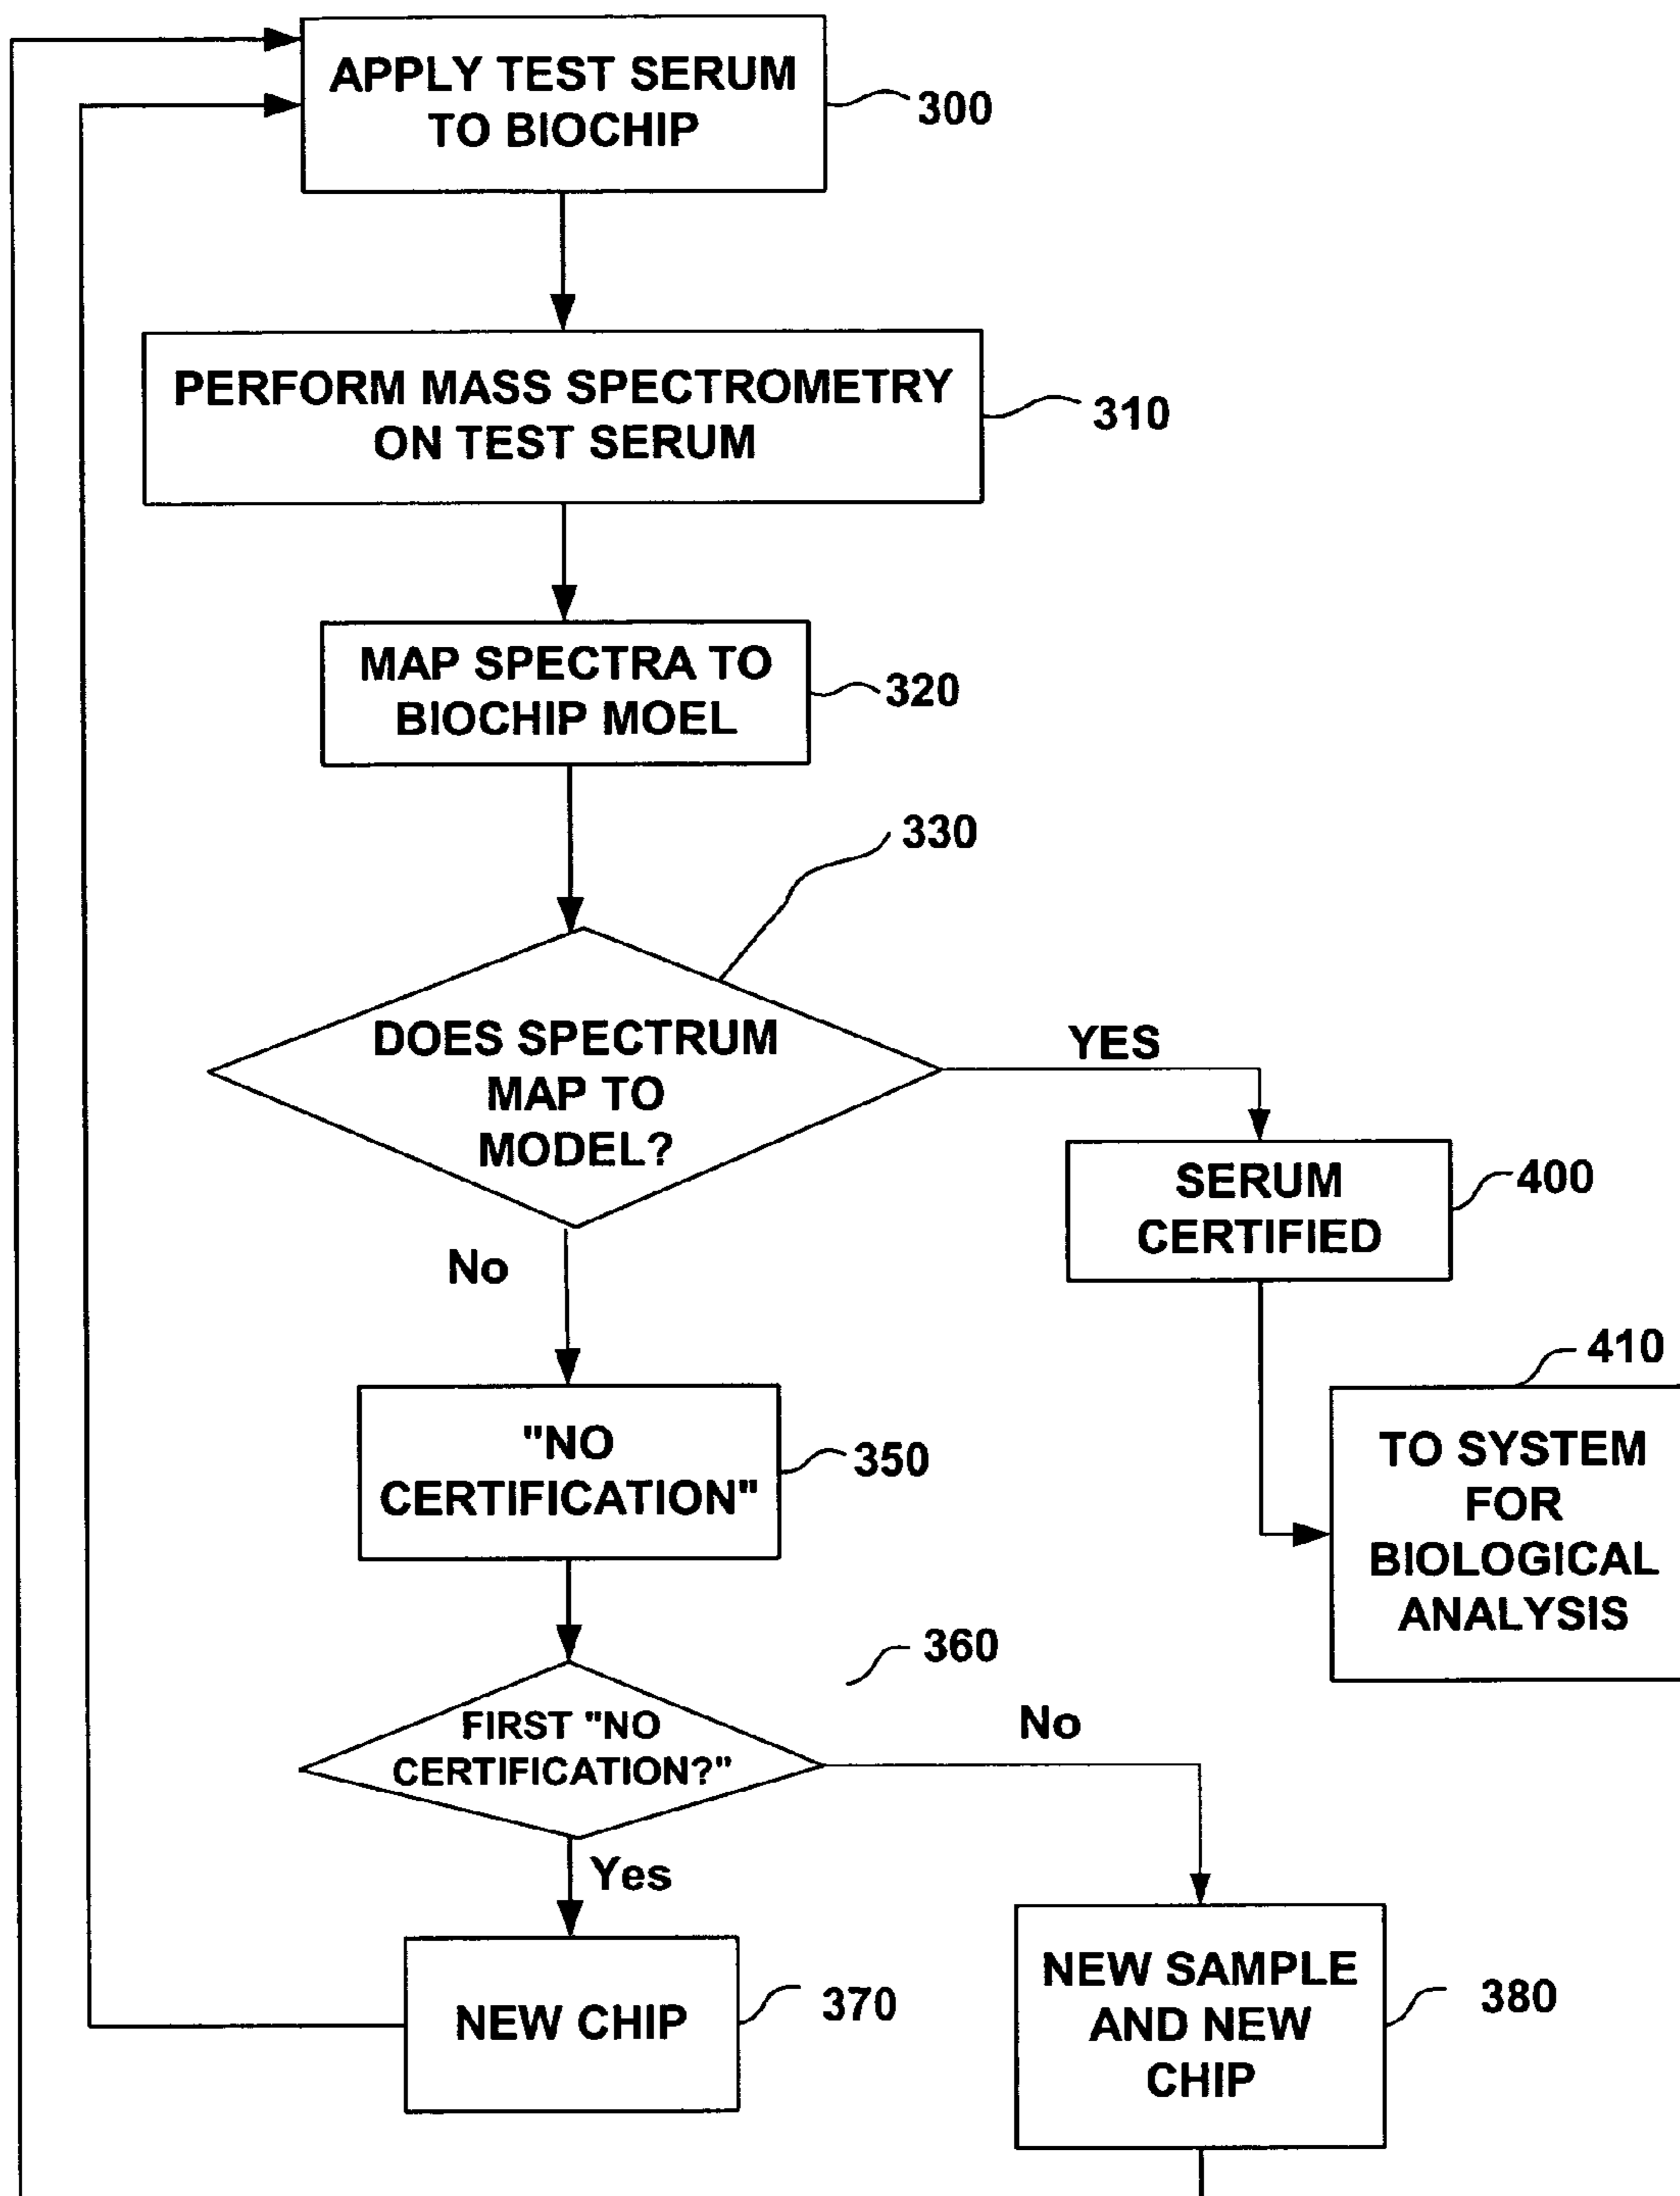 APPLY TEST SERUM
TO BIOCHIP
300
PERFORM MASS SPECTROMETRY
ON TEST SERUM
310
MAP SPECTRA TO
BIOCHIP MOEL
320
330
DOES SPECTRUM
MAP TO
MODEL?
YES
SERUM
CERTIFIED
400
No
410
TO SYSTEM
FOR
BIOLOGICAL
ANALYSIS
"NO
CERTIFICATION"
350
360
FIRST "NO
CERTIFICATION?"
No
Yes
NEW CHIP
370
NEW SAMPLE
AND NEW
CHIP
380